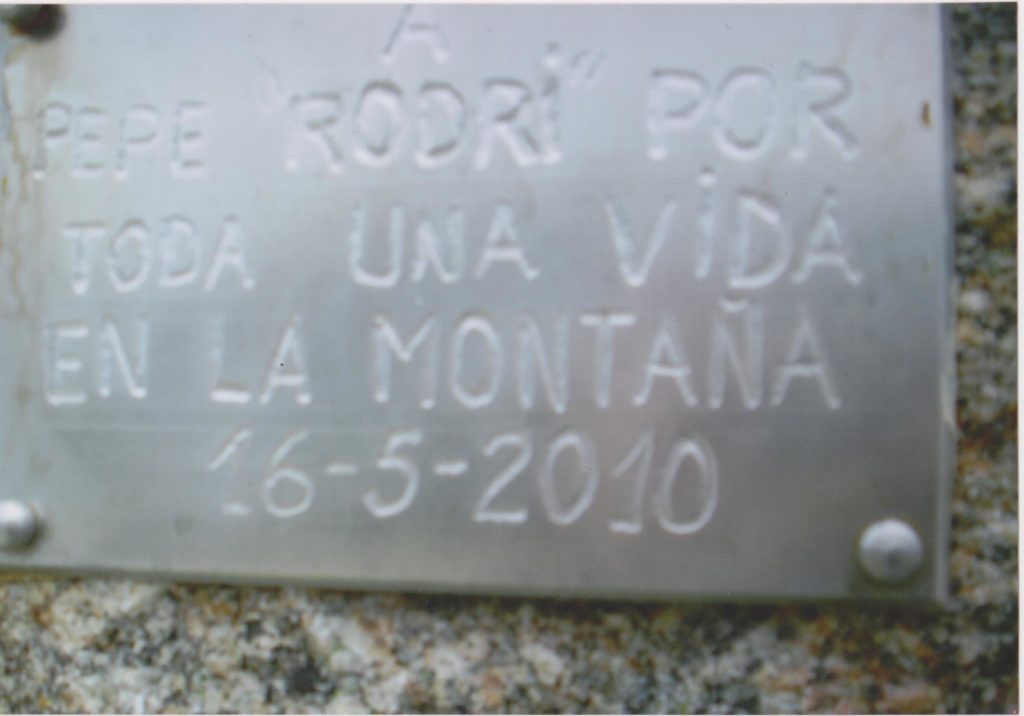 A
PEPE "RODRi" POR
TODA UNA ViDA
EN LA MONTAÑA
16-5-2010